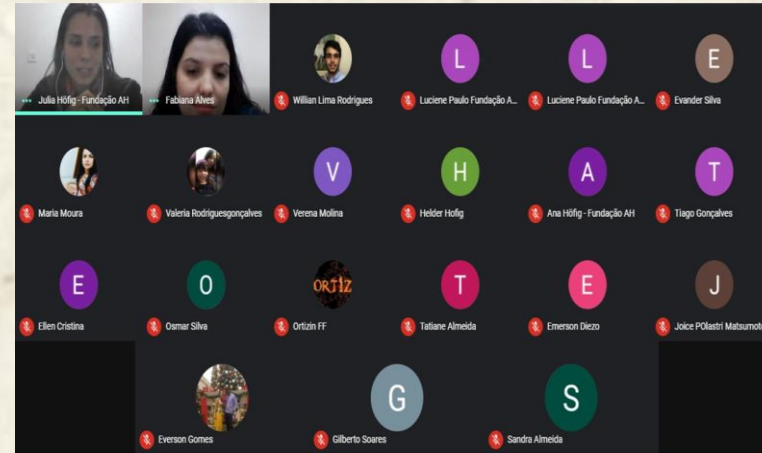 Julia Höfig - Fundação AH
Fabiana Alves
Willian Lima Rodrigues
L
Luciene Paulo Fundação A...
L
Luciene Paulo Fundação A...
E
Evander Silva
Maria Moura
Valeria Rodriguesgonçalves
V
Verena Molina
H
Helder Hofig
A
Ana Höfig - Fundação AH
T
Tiago Gonçalves
E
Ellen Cristina
O
Osmar Silva
ORTIZ
Ortizin FF
T
Tatiane Almeida
E
Emerson Diezo
J
Joice POlastri Matsumoto
Everson Gomes
G
Gilberto Soares
S
Sandra Almeida